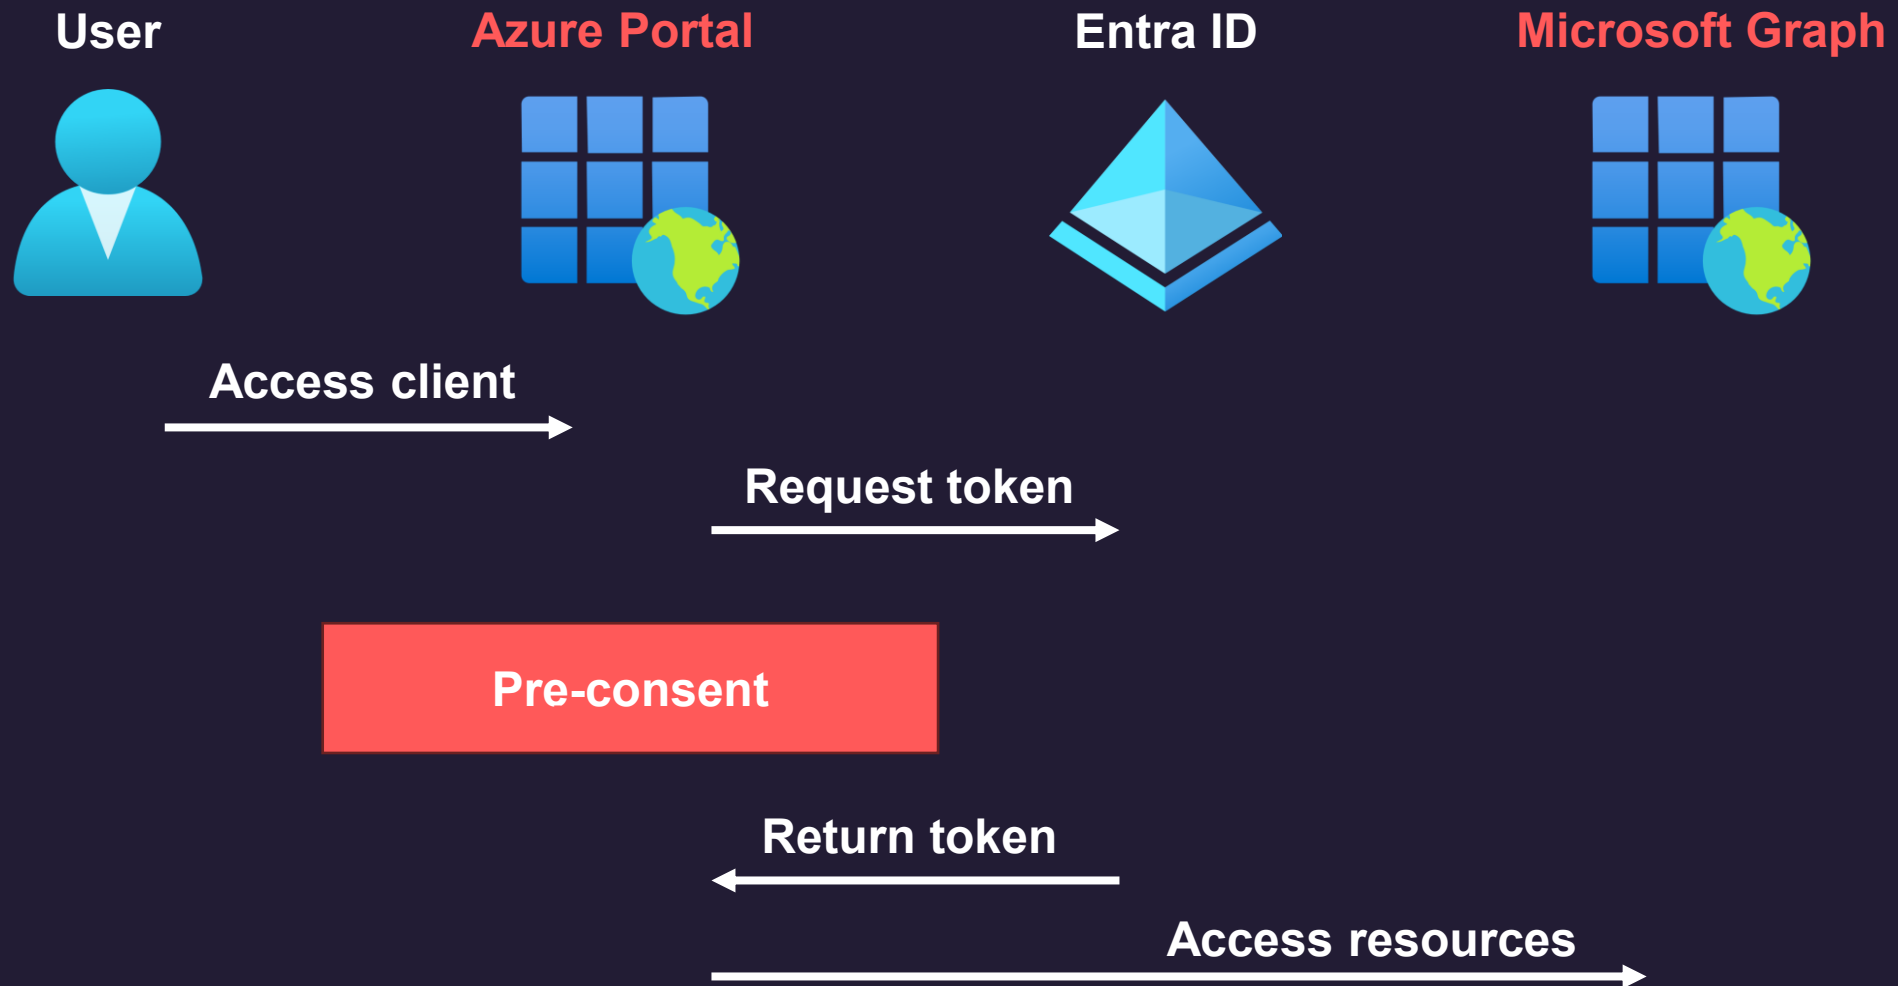 User
Azure Portal
Entra ID
Microsoft Graph
Access client
Request token
Pre-consent
Return token
Access resources